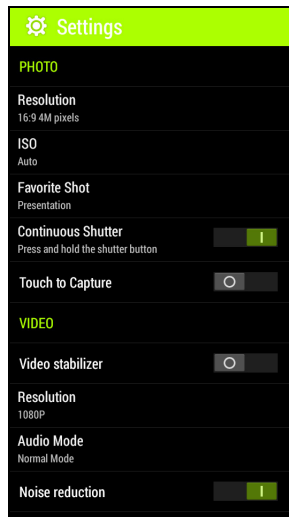 Settings
PHOTO
Resolution
16:9 4M pixels
ISO
Auto
Favorite Shot
Presentation
Continuous Shutter
Press and hold the shutter button
Touch to Capture
VIDEO
Video stabilizer
Resolution
1080P
Audio Mode
Normal Mode
Noise reduction